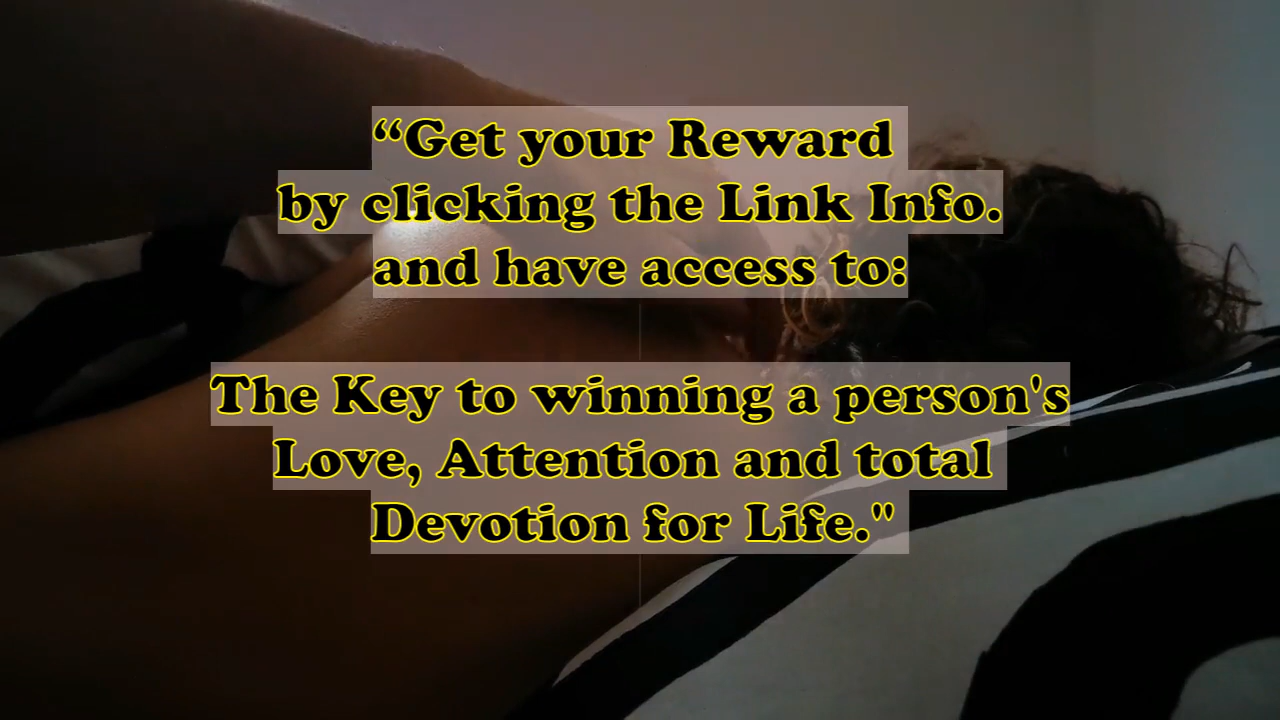 “Get your Reward
by clicking the Link Info.
and have access to:
The Key to winning a person's
Love, Attention and total
Devotion for Life."